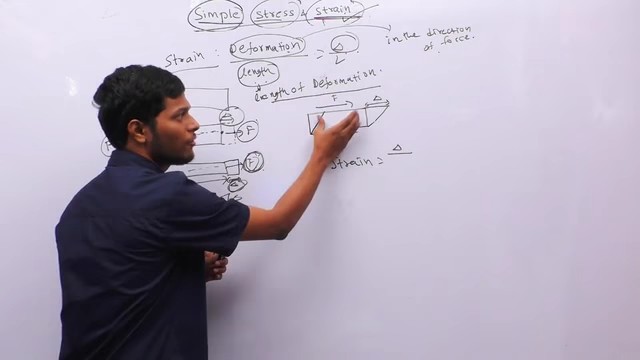 Simple Stress & Strain ✓
Strain : Deformation = Δ
length L
in the direction
of force.
length of Deformation.
F Δ
Δ
F
F
Δ
Strain = Δ